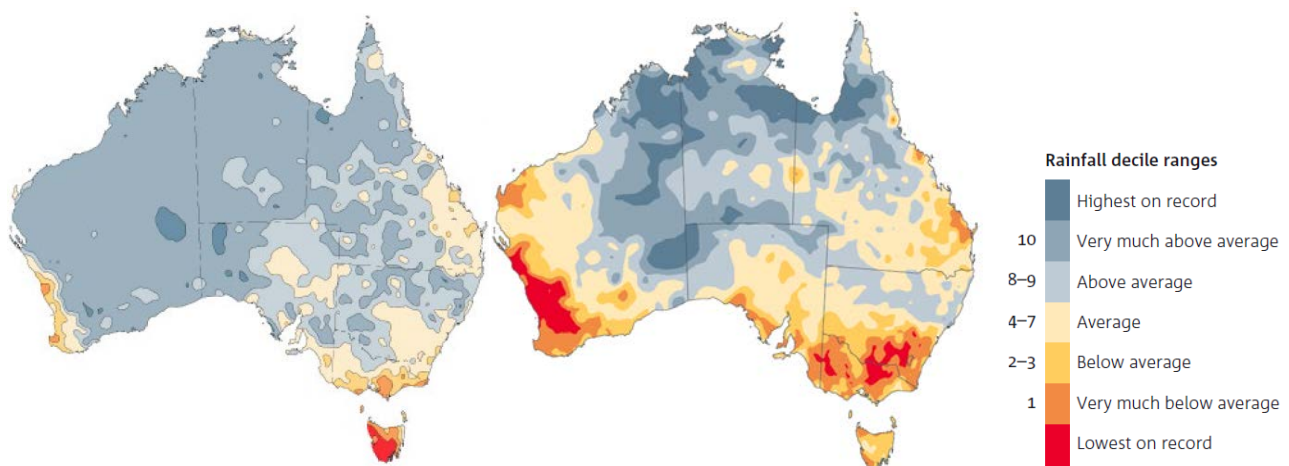 Rainfall decile ranges
Highest on record
10 Very much above average
8–9 Above average
4–7 Average
2–3 Below average
1 Very much below average
Lowest on record